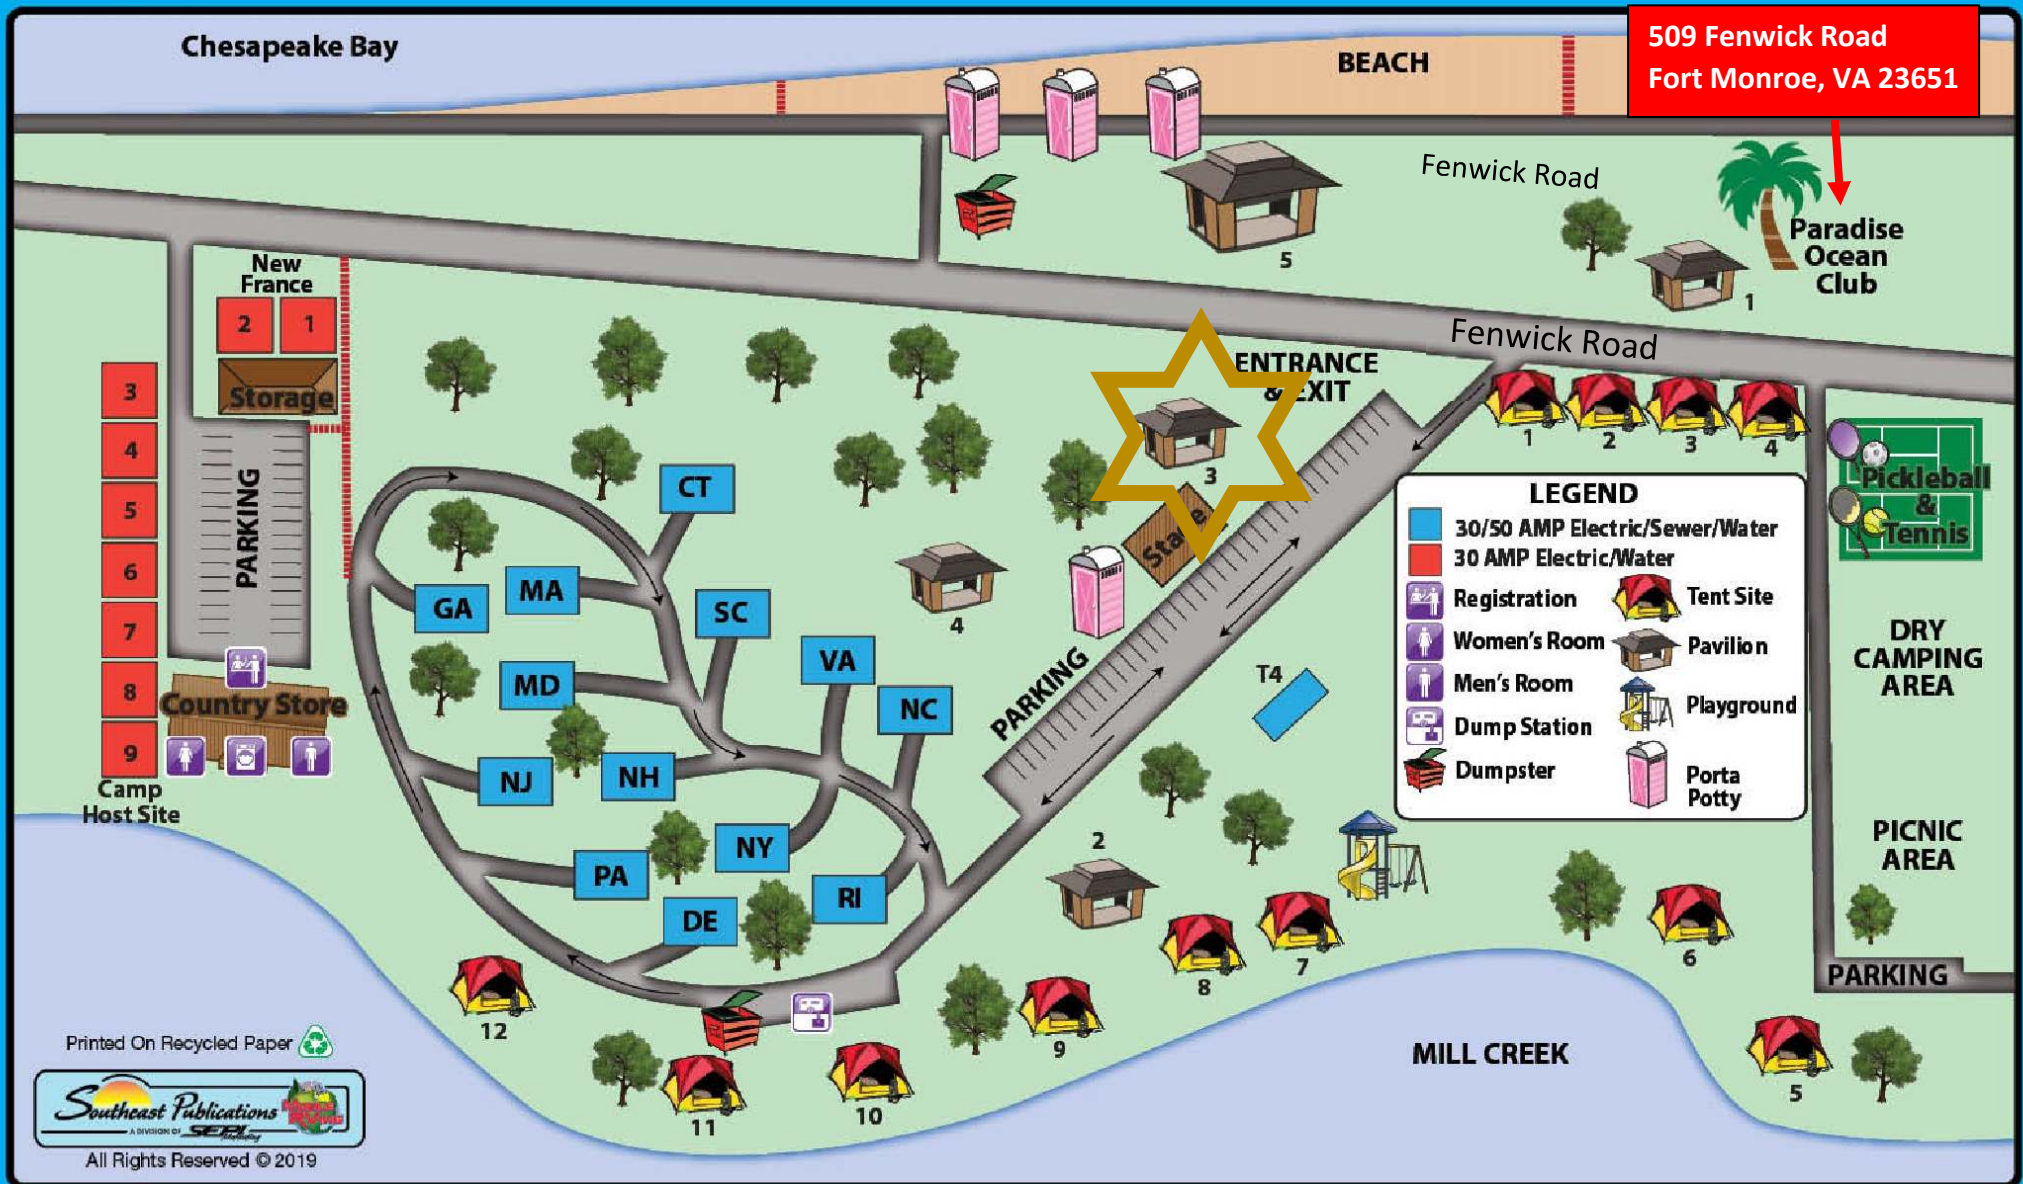 Chesapeake Bay
BEACH
509 Fenwick Road
Fort Monroe, VA 23651
Fenwick Road
Paradise
Ocean
Club
5
1
New
France
2
1
Storage
3
4
5
6
7
8
9
Camp
Host Site
PARKING
Country Store
Fenwick Road
ENTRANCE
& EXIT
3
Stage
4
PARKING
T4
1
2
3
4
Pickleball
&
Tennis
LEGEND
30/50 AMP Electric/Sewer/Water
30 AMP Electric/Water
Registration
Tent Site
Women's Room
Pavilion
Men's Room
Playground
Dump Station
Dumpster
Porta
Potty
DRY
CAMPING
AREA
PICNIC
AREA
PARKING
CT
GA
MA
SC
MD
VA
NC
NJ
NH
NY
PA
RI
DE
2
12
11
10
9
8
7
6
5
MILL CREEK
Printed On Recycled Paper
Southeast Publications
A DIVISION OF SEPI Marketing
All Rights Reserved © 2019